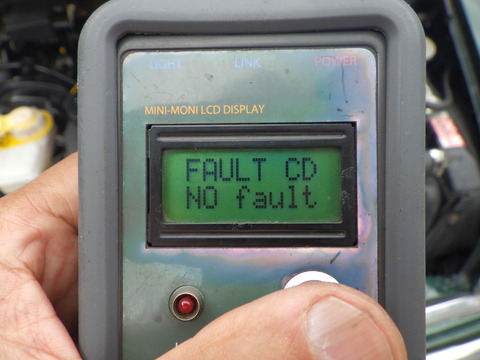 LIGHT LINK POWER
MINI-MONI LCD DISPLAY
FAULT CD
NO fault